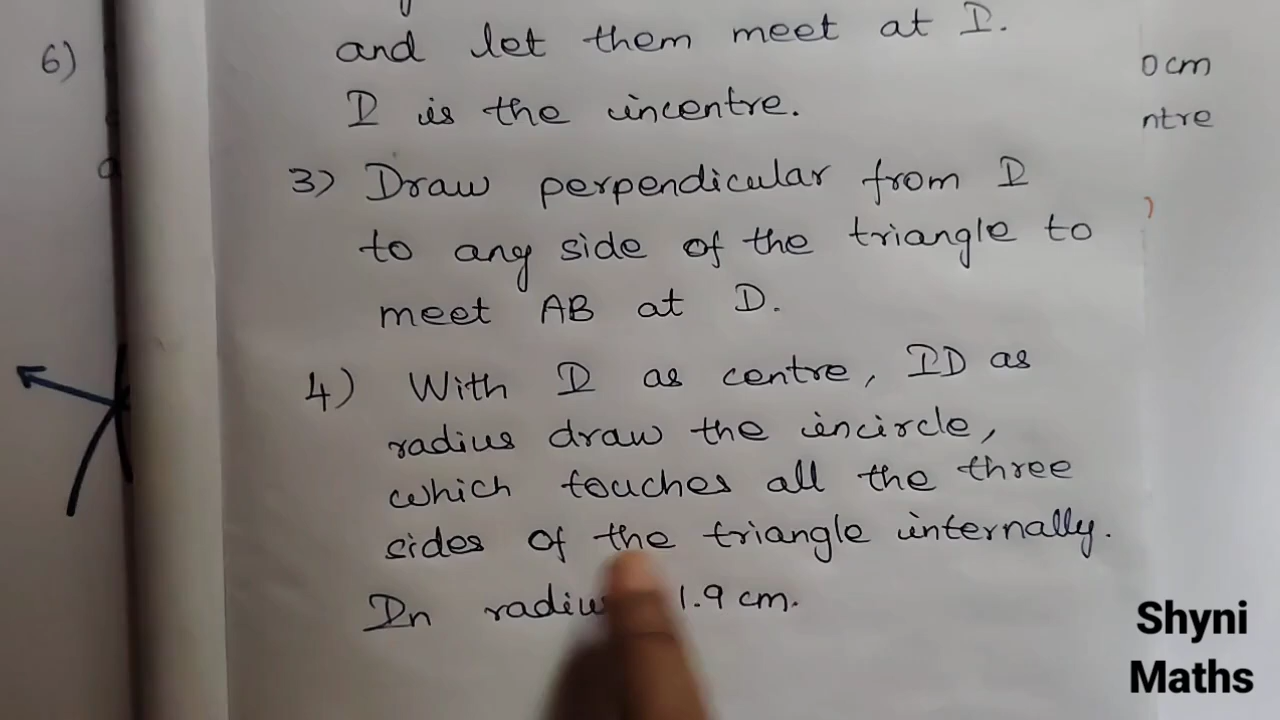 6)
and let them meet at I.
I is the incentre.
3) Draw perpendicular from I
to any side of the triangle to
meet AB at D.
4) With I as centre, ID as
radius draw the incircle,
which touches all the three
sides of the triangle internally.
In radius 1.9 cm.
0cm
ntre
Shyni
Maths